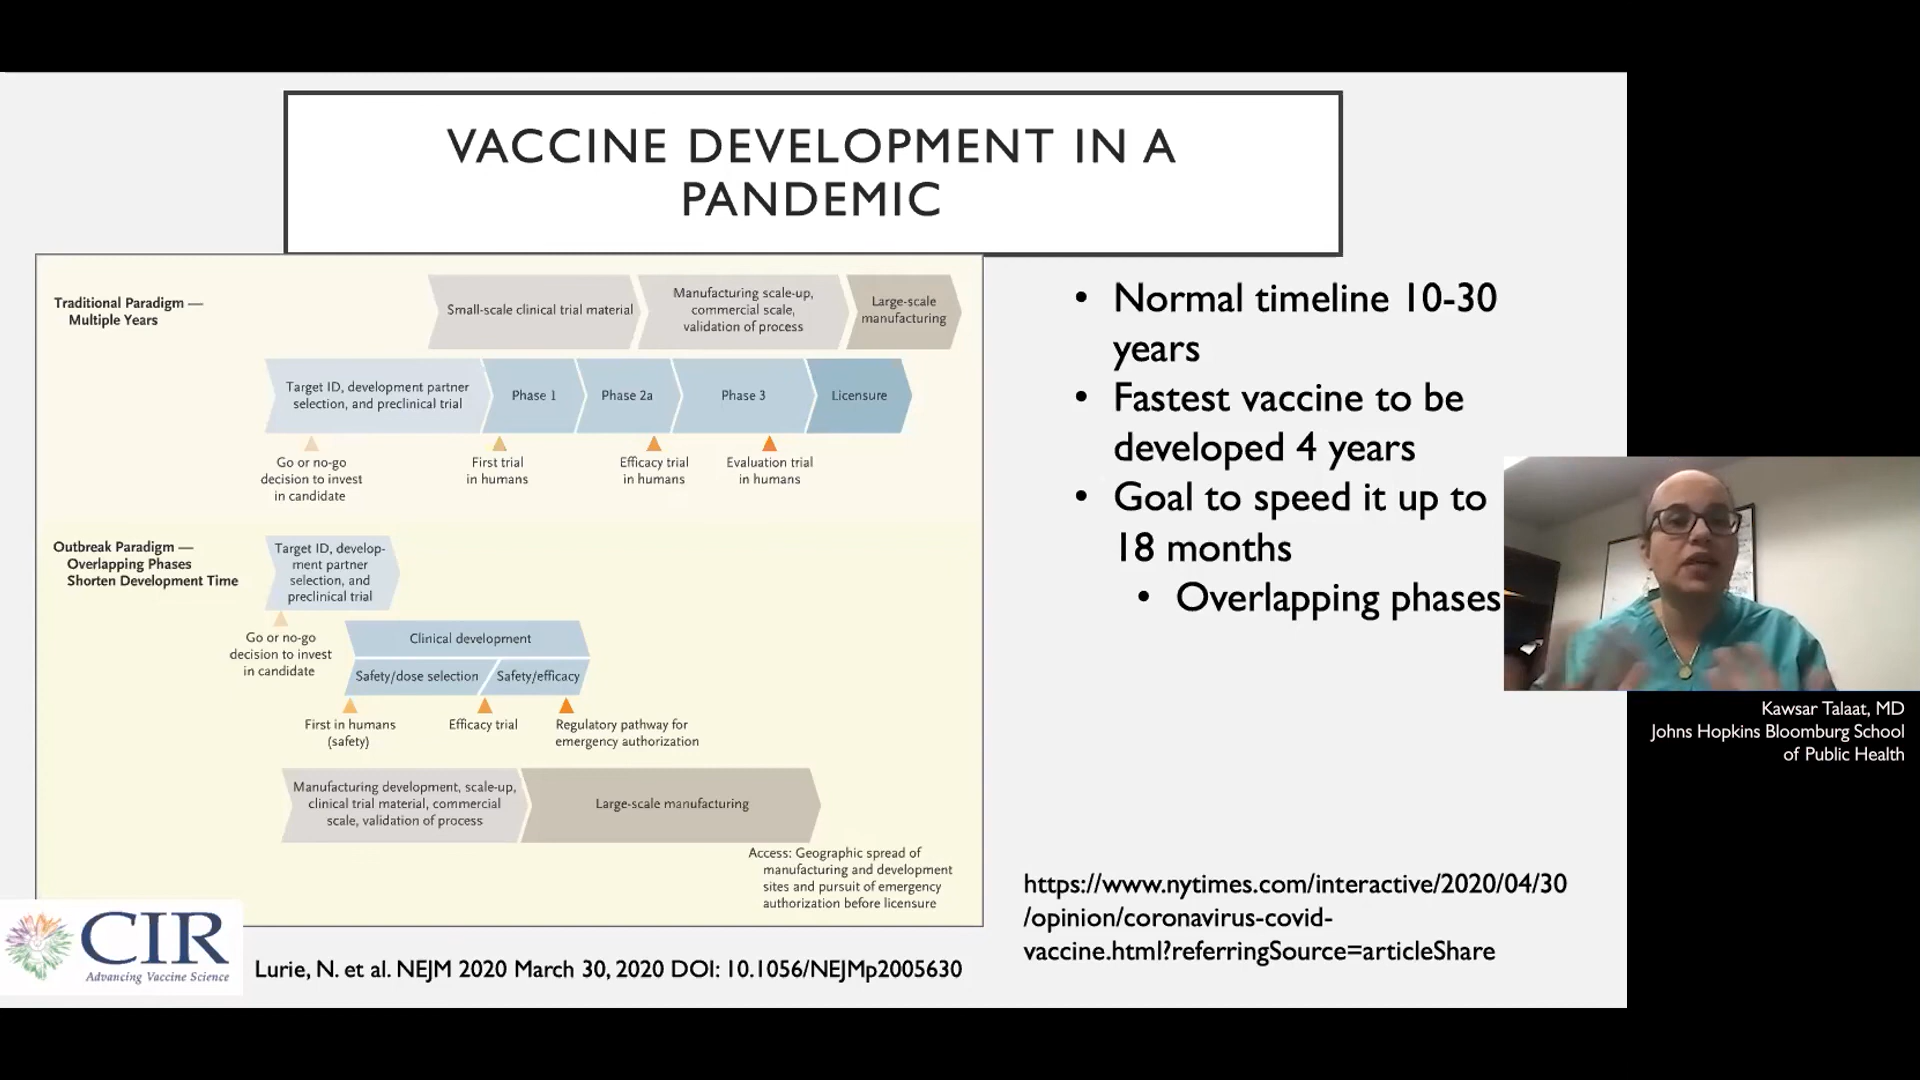 VACCINE DEVELOPMENT IN A
PANDEMIC
Traditional Paradigm —
Multiple Years
Small-scale clinical trial material
Manufacturing scale-up,
commercial scale,
validation of process
Large-scale
manufacturing
Target ID, development partner
selection, and preclinical trial
Phase 1
Phase 2a
Phase 3
Licensure
Go or no-go
decision to invest
in candidate
First trial
in humans
Efficacy trial
in humans
Evaluation trial
in humans
Outbreak Paradigm —
Overlapping Phases
Shorten Development Time
Target ID, develop-
ment partner
selection, and
preclinical trial
Go or no-go
decision to invest
in candidate
Clinical development
Safety/dose selection
Safety/efficacy
First in humans
(safety)
Efficacy trial
Regulatory pathway for
emergency authorization
Manufacturing development, scale-up,
clinical trial material, commercial
scale, validation of process
Large-scale manufacturing
Access: Geographic spread of
manufacturing and development
sites and pursuit of emergency
authorization before licensure
• Normal timeline 10-30
years
• Fastest vaccine to be
developed 4 years
• Goal to speed it up to
18 months
• Overlapping phases
Kawsar Talaat, MD
Johns Hopkins Bloomburg School
of Public Health
https://www.nytimes.com/interactive/2020/04/30
/opinion/coronavirus-covid-
vaccine.html?referringSource=articleShare
CIR
Advancing Vaccine Science
Lurie, N. et al. NEJM 2020 March 30, 2020 DOI: 10.1056/NEJMp2005630